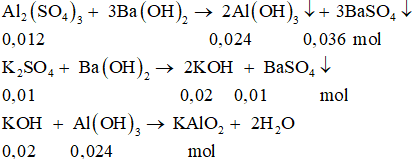 Al₂(SO₄)₃ + 3Ba(OH)₂ → 2Al(OH)₃ ↓ + 3BaSO₄ ↓
0,012 0,024 0,036 mol
K₂SO₄ + Ba(OH)₂ → 2KOH + BaSO₄ ↓
0,01 0,02 0,01 mol
KOH + Al(OH)₃ → KAlO₂ + 2H₂O
0,02 0,024 mol